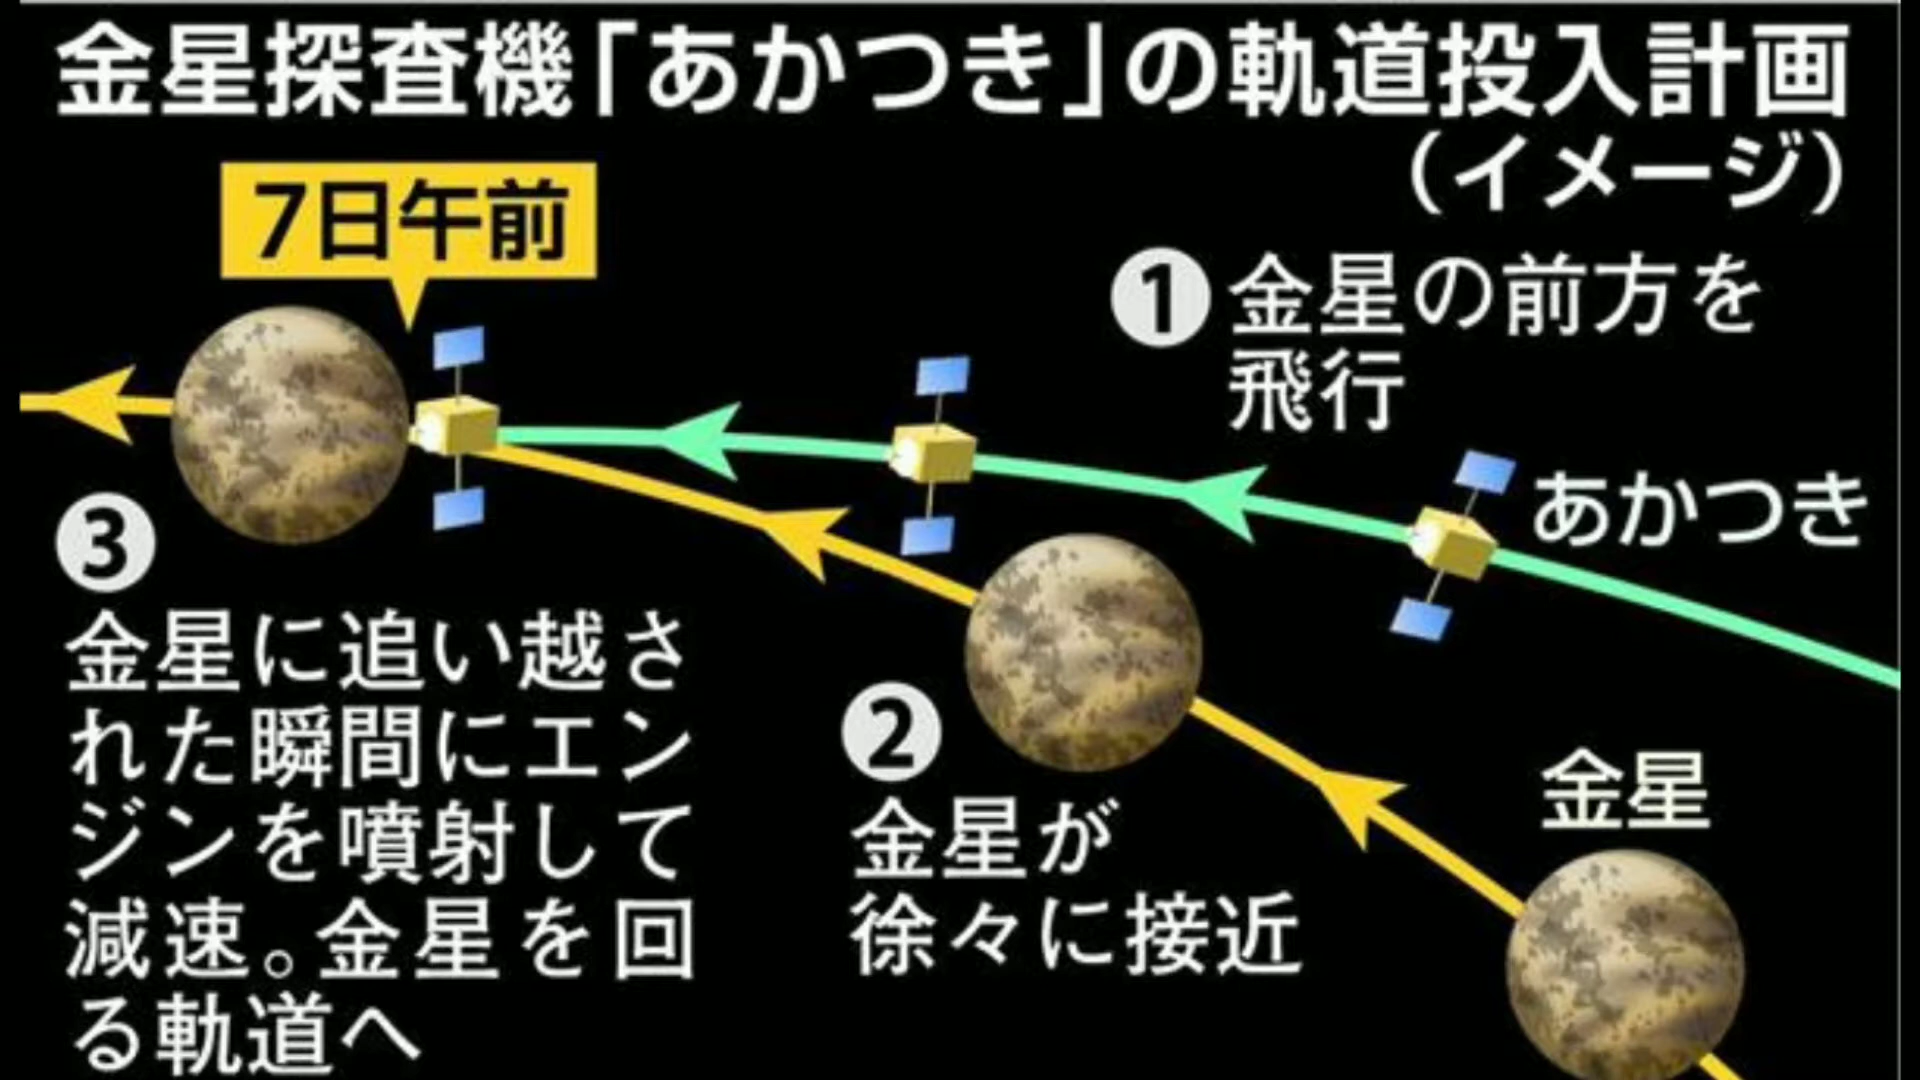 金星探査機「あかつき」の軌道投入計画
(イメージ)
7日午前
1 金星の前方を
飛行
あかつき
金星
2
金星が
徐々に接近
3
金星に追い越さ
れた瞬間にエン
ジンを噴射して
減速。金星を回
る軌道へ